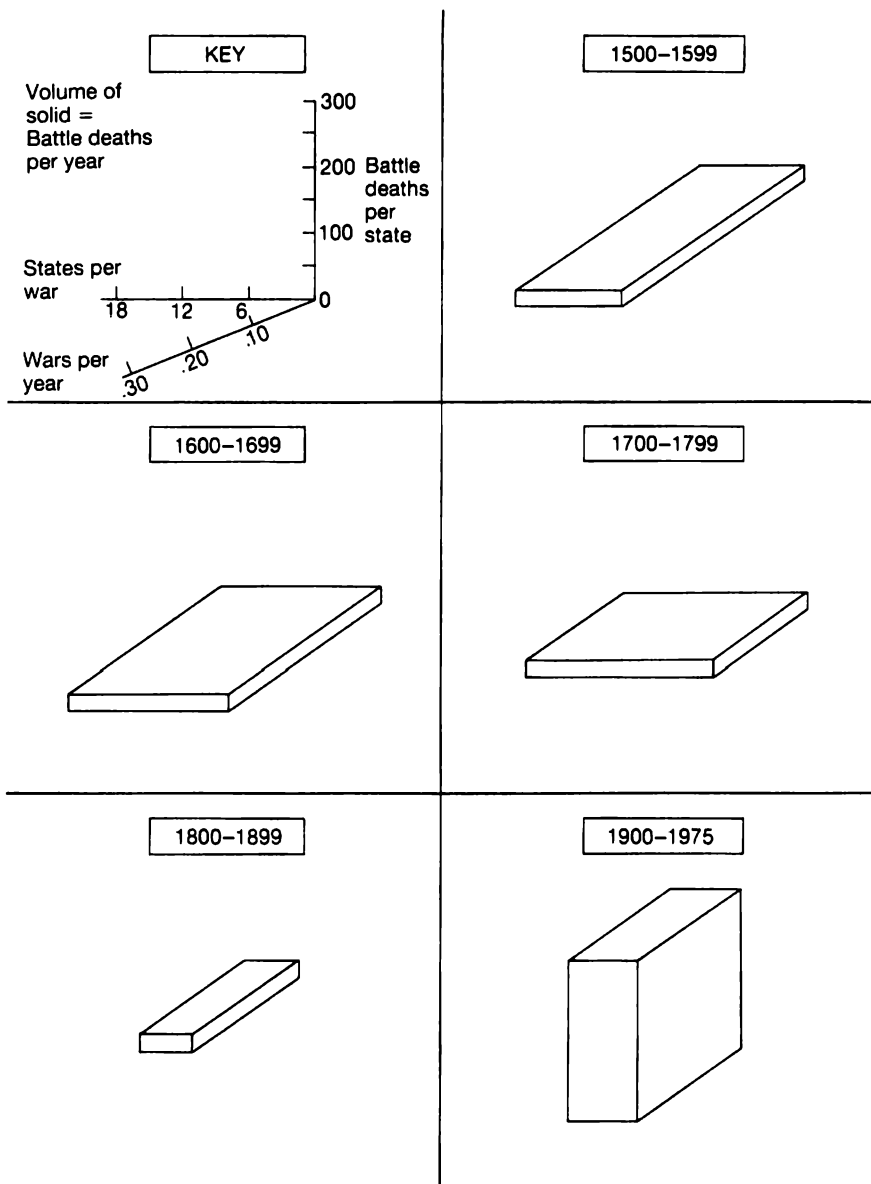 KEY
Volume of
solid =
Battle deaths
per year
300
200
100
0
Battle
deaths
per
state
States per
war
18 12 6
Wars per
year
.30 .20 .10
1500–1599
1600–1699
1700–1799
1800–1899
1900–1975